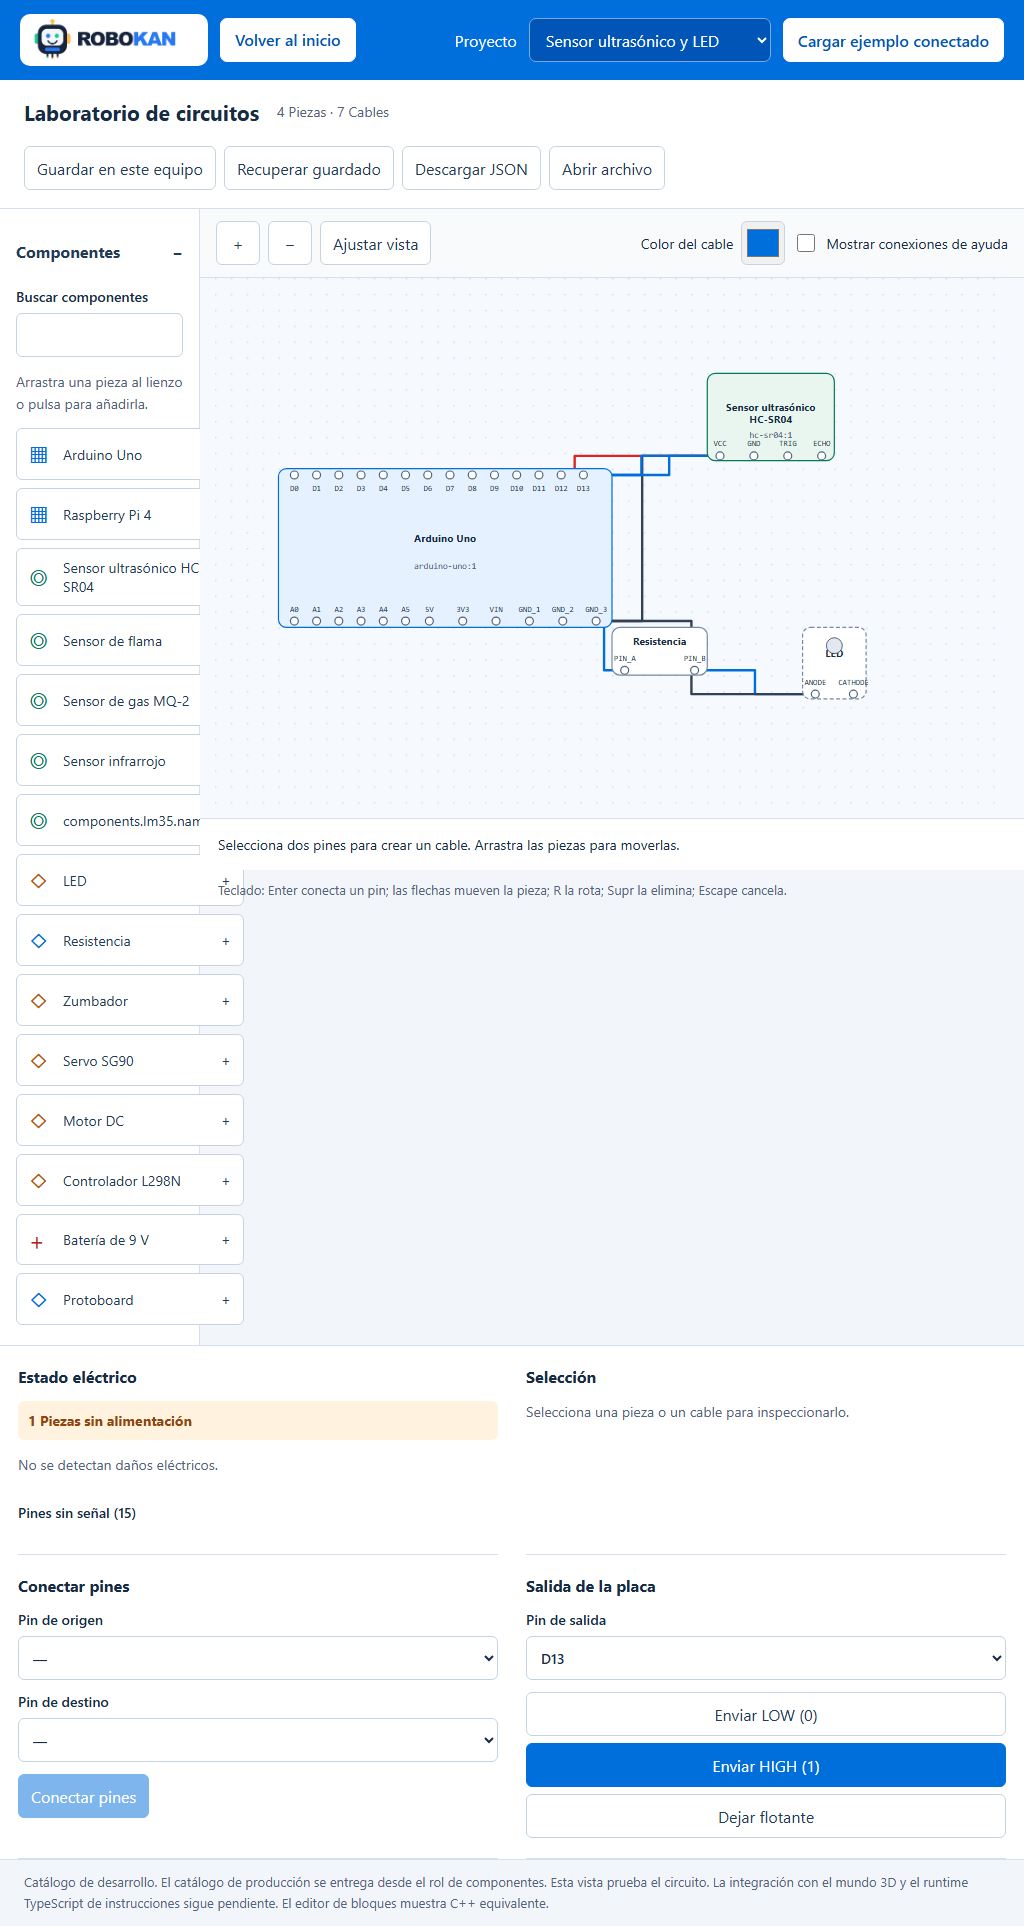 ROBOKAN
Volver al inicio
Proyecto
Sensor ultrasónico y LED
Cargar ejemplo conectado
Laboratorio de circuitos
4 Piezas · 7 Cables
Guardar en este equipo
Recuperar guardado
Descargar JSON
Abrir archivo
Componentes
–
Buscar componentes
Arrastra una pieza al lienzo
o pulsa para añadirla.
Arduino Uno
Raspberry Pi 4
Sensor ultrasónico HC
SR04
Sensor de flama
Sensor de gas MQ-2
Sensor infrarrojo
components.lm35.nam
LED +
Resistencia +
Zumbador +
Servo SG90 +
Motor DC +
Controlador L298N +
Batería de 9 V +
Protoboard +
+
–
Ajustar vista
Color del cable
Mostrar conexiones de ayuda
Sensor ultrasónico
HC-SR04
hc-sr04:1
VCC GND TRIG ECHO
D0 D1 D2 D3 D4 D5 D6 D7 D8 D9 D10 D11 D12 D13
Arduino Uno
arduino-uno:1
A0 A1 A2 A3 A4 A5 5V 3V3 VIN GND_1 GND_2 GND_3
Resistencia
PIN_A PIN_B
LED
ANODE CATHODE
Selecciona dos pines para crear un cable. Arrastra las piezas para moverlas.
Teclado: Enter conecta un pin; las flechas mueven la pieza; R la rota; Supr la elimina; Escape cancela.
Estado eléctrico
1 Piezas sin alimentación
No se detectan daños eléctricos.
Pines sin señal (15)
Selección
Selecciona una pieza o un cable para inspeccionarlo.
Conectar pines
Pin de origen
—
Pin de destino
—
Conectar pines
Salida de la placa
Pin de salida
D13
Enviar LOW (0)
Enviar HIGH (1)
Dejar flotante
Catálogo de desarrollo. El catálogo de producción se entrega desde el rol de componentes. Esta vista prueba el circuito. La integración con el mundo 3D y el runtime
TypeScript de instrucciones sigue pendiente. El editor de bloques muestra C++ equivalente.